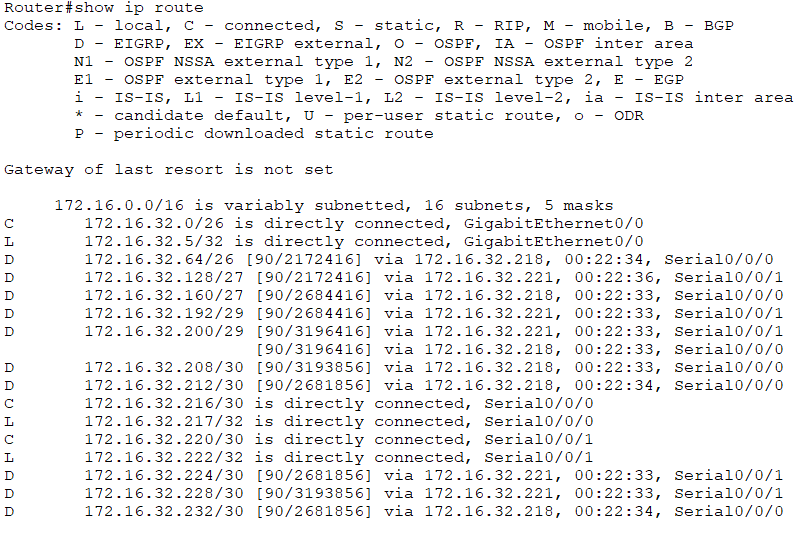 Router#show ip route
Codes: L - local, C - connected, S - static, R - RIP, M - mobile, B - BGP
       D - EIGRP, EX - EIGRP external, O - OSPF, IA - OSPF inter area
       N1 - OSPF NSSA external type 1, N2 - OSPF NSSA external type 2
       E1 - OSPF external type 1, E2 - OSPF external type 2, E - EGP
       i - IS-IS, L1 - IS-IS level-1, L2 - IS-IS level-2, ia - IS-IS inter area
       * - candidate default, U - per-user static route, o - ODR
       P - periodic downloaded static route

Gateway of last resort is not set

     172.16.0.0/16 is variably subnetted, 16 subnets, 5 masks
C       172.16.32.0/26 is directly connected, GigabitEthernet0/0
L       172.16.32.5/32 is directly connected, GigabitEthernet0/0
D       172.16.32.64/26 [90/2172416] via 172.16.32.218, 00:22:34, Serial0/0/0
D       172.16.32.128/27 [90/2172416] via 172.16.32.221, 00:22:36, Serial0/0/1
D       172.16.32.160/27 [90/2684416] via 172.16.32.218, 00:22:33, Serial0/0/0
D       172.16.32.192/29 [90/2684416] via 172.16.32.221, 00:22:33, Serial0/0/1
D       172.16.32.200/29 [90/3196416] via 172.16.32.221, 00:22:33, Serial0/0/1
                         [90/3196416] via 172.16.32.218, 00:22:33, Serial0/0/0
D       172.16.32.208/30 [90/3193856] via 172.16.32.218, 00:22:33, Serial0/0/0
D       172.16.32.212/30 [90/2681856] via 172.16.32.218, 00:22:34, Serial0/0/0
C       172.16.32.216/30 is directly connected, Serial0/0/0
L       172.16.32.217/32 is directly connected, Serial0/0/0
C       172.16.32.220/30 is directly connected, Serial0/0/1
L       172.16.32.222/32 is directly connected, Serial0/0/1
D       172.16.32.224/30 [90/2681856] via 172.16.32.221, 00:22:33, Serial0/0/1
D       172.16.32.228/30 [90/3193856] via 172.16.32.221, 00:22:33, Serial0/0/1
D       172.16.32.232/30 [90/2681856] via 172.16.32.218, 00:22:34, Serial0/0/0